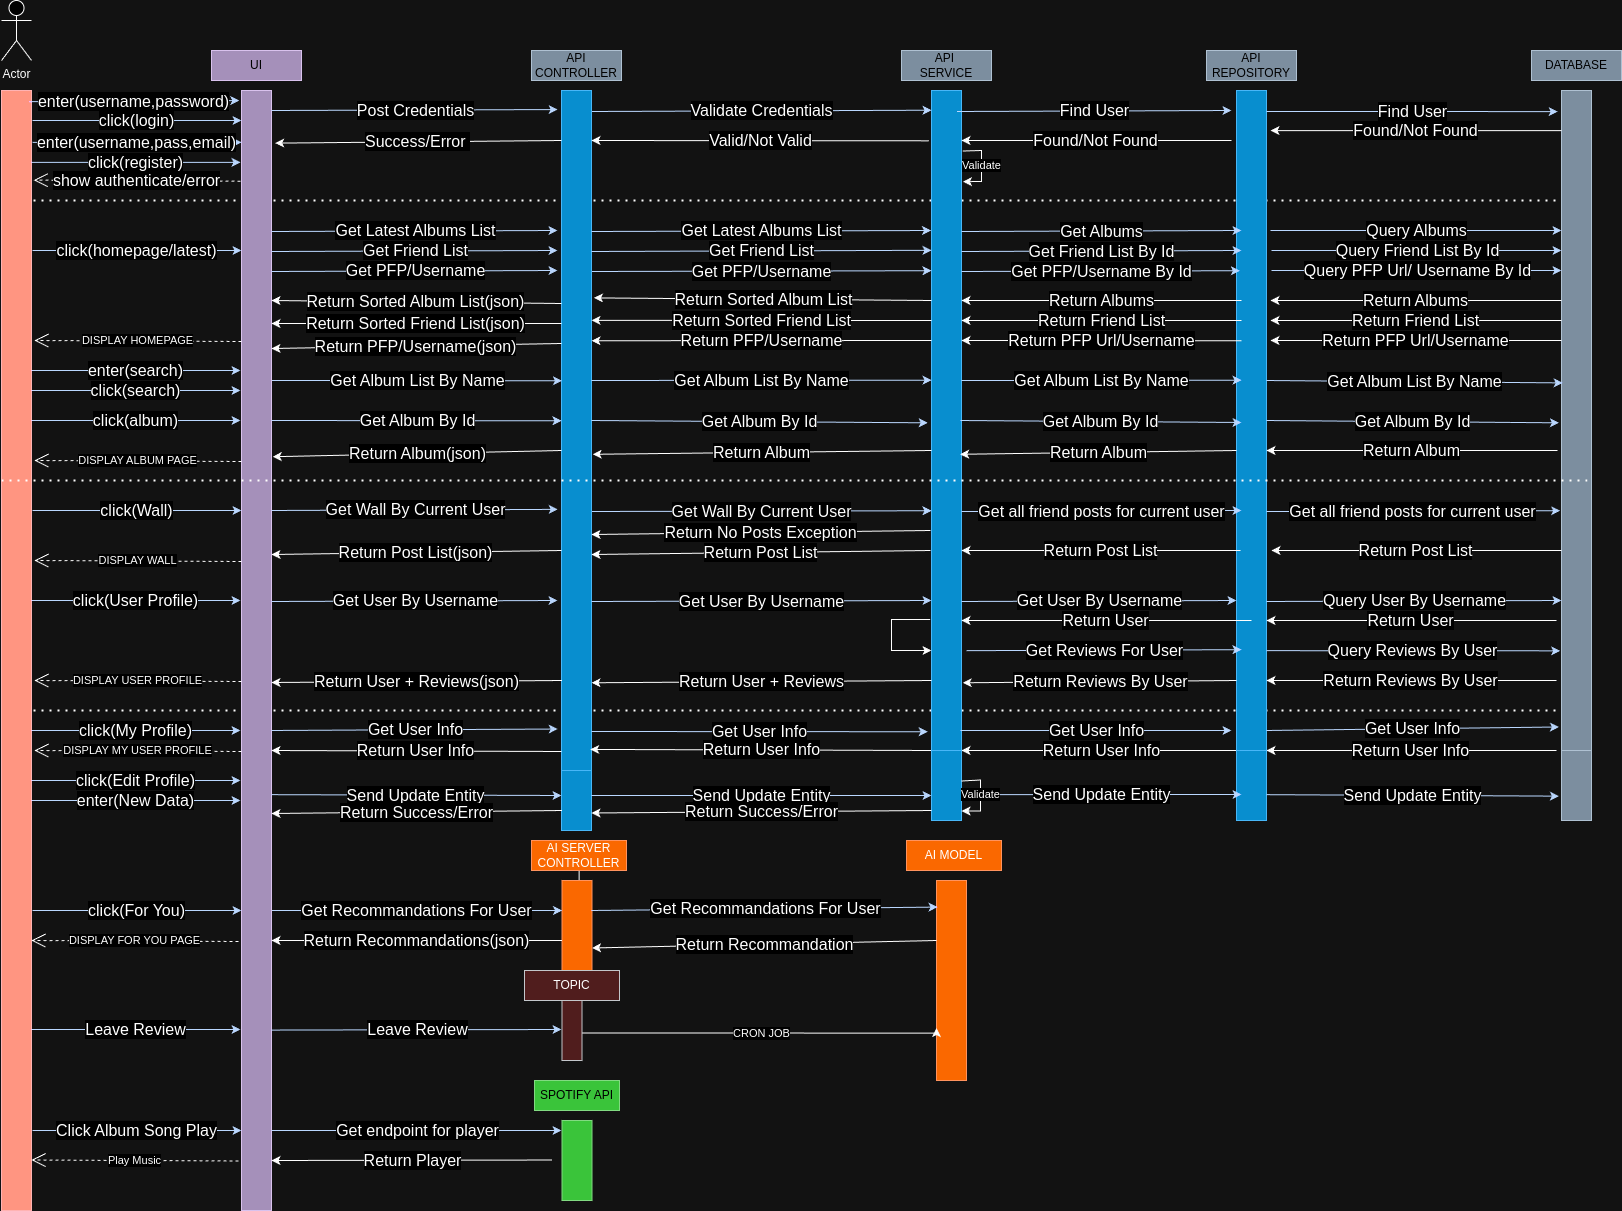 Actor
UI
API
CONTROLLER
API
SERVICE
API
REPOSITORY
DATABASE
enter(username,password)
Post Credentials
Validate Credentials
Find User
Find User
click(login)
Found/Not Found
enter(username,pass,email)
Success/Error
Valid/Not Valid
Found/Not Found
click(register)
Validate
show authenticate/error
Get Latest Albums List
Get Latest Albums List
Get Albums
Query Albums
click(homepage/latest)
Get Friend List
Get Friend List
Get Friend List By Id
Query Friend List By Id
Get PFP/Username
Get PFP/Username
Get PFP/Username By Id
Query PFP Url/ Username By Id
Return Sorted Album List(json)
Return Sorted Album List
Return Albums
Return Albums
Return Sorted Friend List(json)
Return Sorted Friend List
Return Friend List
Return Friend List
DISPLAY HOMEPAGE
Return PFP/Username(json)
Return PFP/Username
Return PFP Url/Username
Return PFP Url/Username
enter(search)
click(search)
Get Album List By Name
Get Album List By Name
Get Album List By Name
Get Album List By Name
click(album)
Get Album By Id
Get Album By Id
Get Album By Id
Get Album By Id
DISPLAY ALBUM PAGE
Return Album(json)
Return Album
Return Album
Return Album
click(Wall)
Get Wall By Current User
Get Wall By Current User
Get all friend posts for current user
Get all friend posts for current user
Return No Posts Exception
DISPLAY WALL
Return Post List(json)
Return Post List
Return Post List
Return Post List
click(User Profile)
Get User By Username
Get User By Username
Get User By Username
Query User By Username
Return User
Return User
Get Reviews For User
Query Reviews By User
DISPLAY USER PROFILE
Return User + Reviews(json)
Return User + Reviews
Return Reviews By User
Return Reviews By User
click(My Profile)
Get User Info
Get User Info
Get User Info
Get User Info
DISPLAY MY USER PROFILE
Return User Info
Return User Info
Return User Info
Return User Info
click(Edit Profile)
enter(New Data)
Send Update Entity
Send Update Entity
Validate
Send Update Entity
Send Update Entity
Return Success/Error
Return Success/Error
AI SERVER
CONTROLLER
AI MODEL
click(For You)
Get Recommandations For User
Get Recommandations For User
DISPLAY FOR YOU PAGE
Return Recommandations(json)
Return Recommandation
TOPIC
Leave Review
Leave Review
CRON JOB
SPOTIFY API
Click Album Song Play
Get endpoint for player
Play Music
Return Player